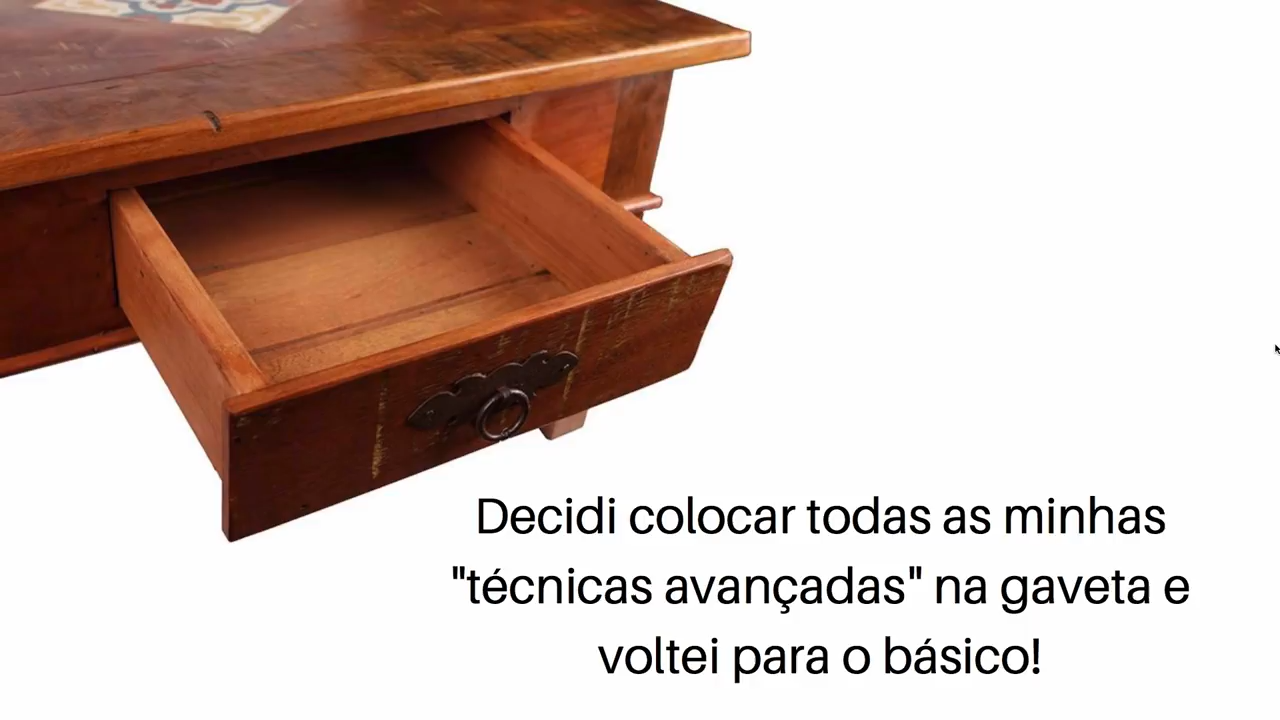 Decidi colocar todas as minhas
"técnicas avançadas" na gaveta e
voltei para o básico!